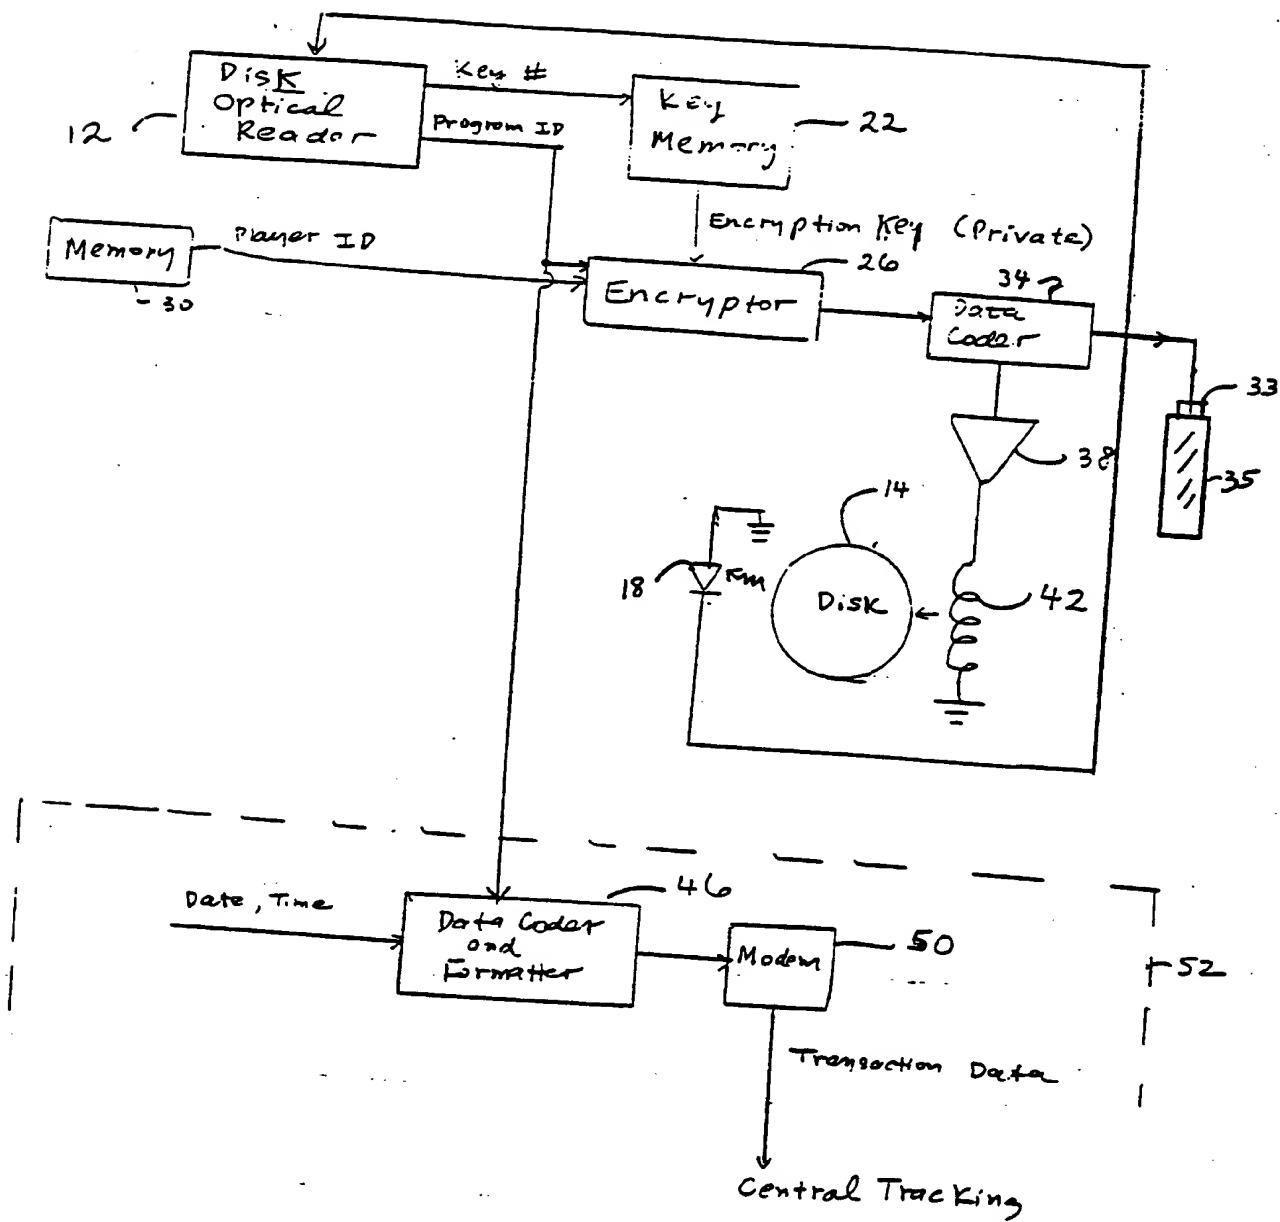 Disk
Optical
Reader
12
Key #
Program ID
Key
Memory
22
Memory
30
Player ID
Encryption Key (Private)
26
Encryptor
34
Data
Coder
33
35
38
14
18
Disk
42
Date, Time
46
Data Coder
and
Formatter
Modem
50
52
Transaction Data
Central Tracking